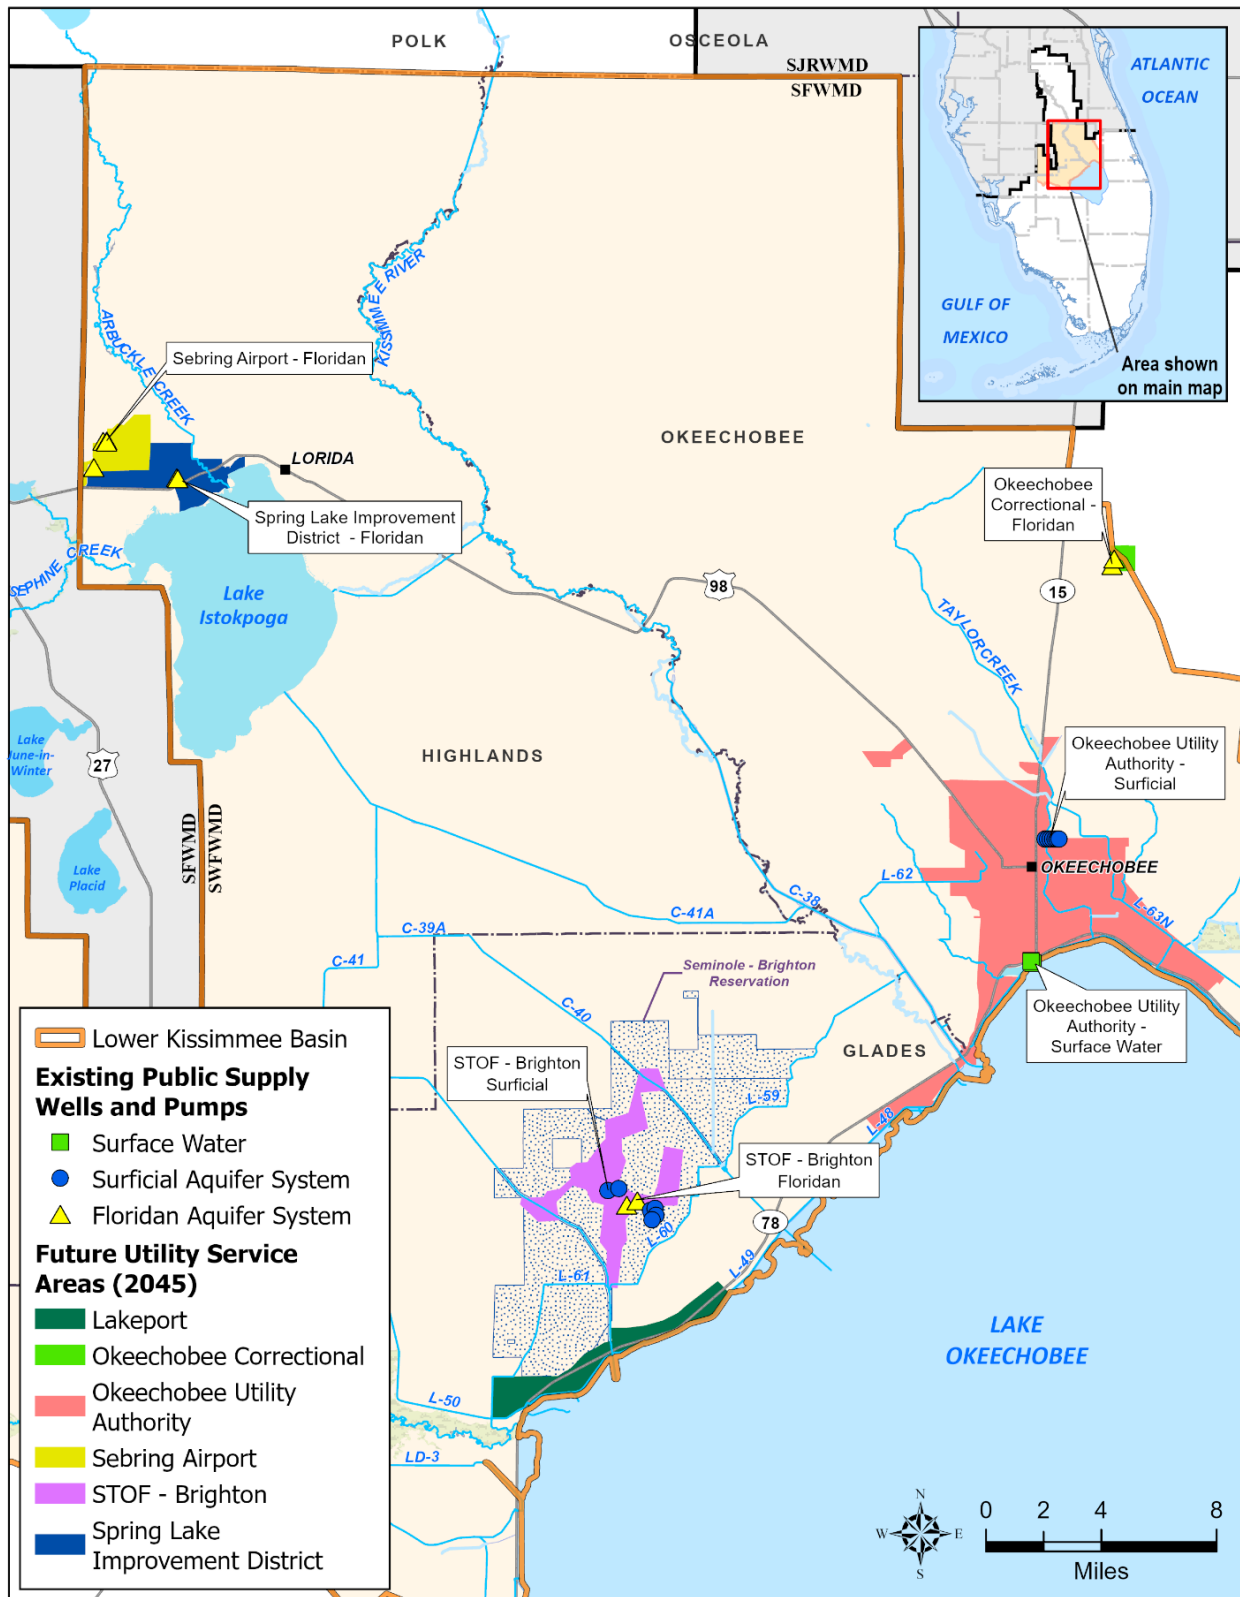 POLK
OSCEOLA
SJRWMD
SFWMD
ATLANTIC
OCEAN
GULF OF
MEXICO
Area shown
on main map
KISSIMMEE RIVER
ARBUCKLE CREEK
Sebring Airport - Floridan
OKEECHOBEE
LORIDA
Okeechobee
Correctional -
Floridan
Spring Lake Improvement
District - Floridan
SEPHINE CREEK
Lake
Istokpoga
98
15
TAYLORCREEK
Lake
June-in-
Winter
27
HIGHLANDS
Okeechobee Utility
Authority -
Surficial
SFWMD
SWFWMD
Lake
Placid
OKEECHOBEE
L-62
C-38
C-41A
L-63N
C-39A
C-41
Seminole - Brighton
Reservation
C-40
Okeechobee Utility
Authority -
Surface Water
GLADES
STOF - Brighton
Surficial
L-59
L-48
STOF - Brighton
Floridan
78
L-60
L-61
L-49
LAKE
OKEECHOBEE
L-50
LD-3
Lower Kissimmee Basin
Existing Public Supply
Wells and Pumps
Surface Water
Surficial Aquifer System
Floridan Aquifer System
Future Utility Service
Areas (2045)
Lakeport
Okeechobee Correctional
Okeechobee Utility
Authority
Sebring Airport
STOF - Brighton
Spring Lake
Improvement District
N
W
E
S
0 2 4 8
Miles